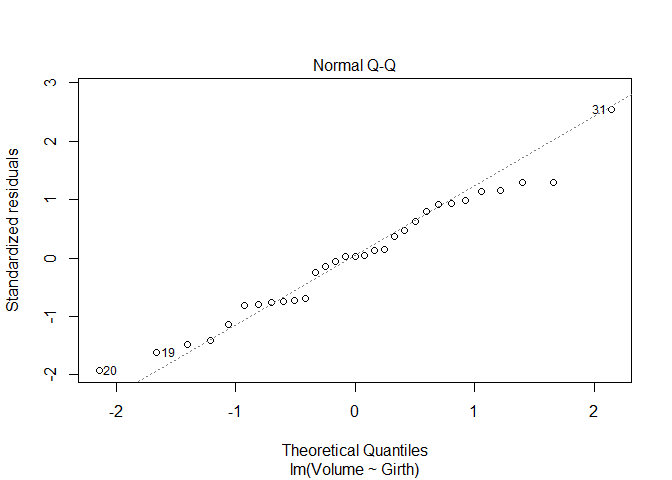 Normal Q-Q
Standardized residuals
3
2
1
0
-1
-2
31
19
20
-2 -1 0 1 2
Theoretical Quantiles
lm(Volume ~ Girth)